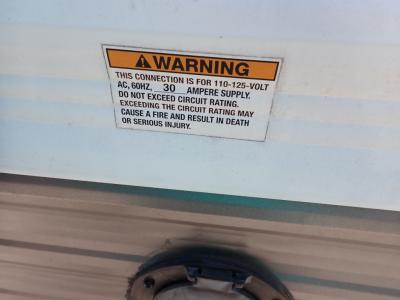 WARNING
THIS CONNECTION IS FOR 110-125-VOLT
AC, 60HZ, 30 AMPERE SUPPLY.
DO NOT EXCEED CIRCUIT RATING.
EXCEEDING THE CIRCUIT RATING MAY
CAUSE A FIRE AND RESULT IN DEATH
OR SERIOUS INJURY.